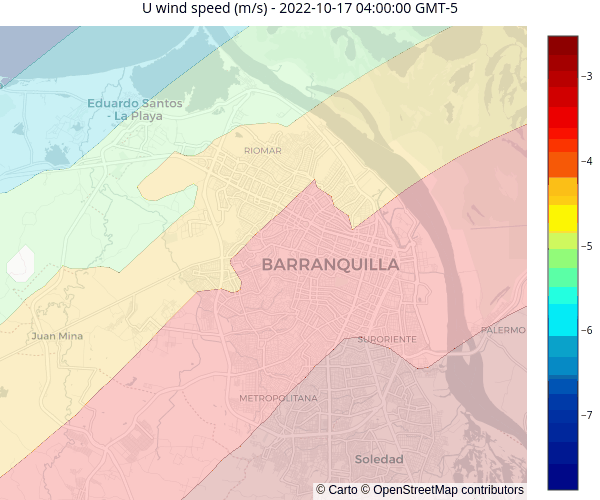 U wind speed (m/s) - 2022-10-17 04:00:00 GMT-5
Eduardo Santos
- La Playa
RIOMAR
BARRANQUILLA
Juan Mina
SURORIENTE
PALERMO
METROPOLITANA
Soledad
© Carto © OpenStreetMap contributors
−3
−4
−5
−6
−7